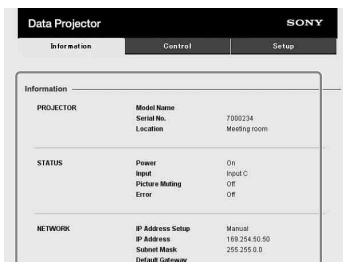 Data Projector
SONY
Information Control Setup
Information
PROJECTOR Model Name
Serial No. 7000234
Location Meeting room
STATUS Power On
Input Input C
Picture Muting Off
Error Off
NETWORK IP Address Setup Manual
IP Address 169.254.50.50
Subnet Mask 255.255.0.0
Default Gateway